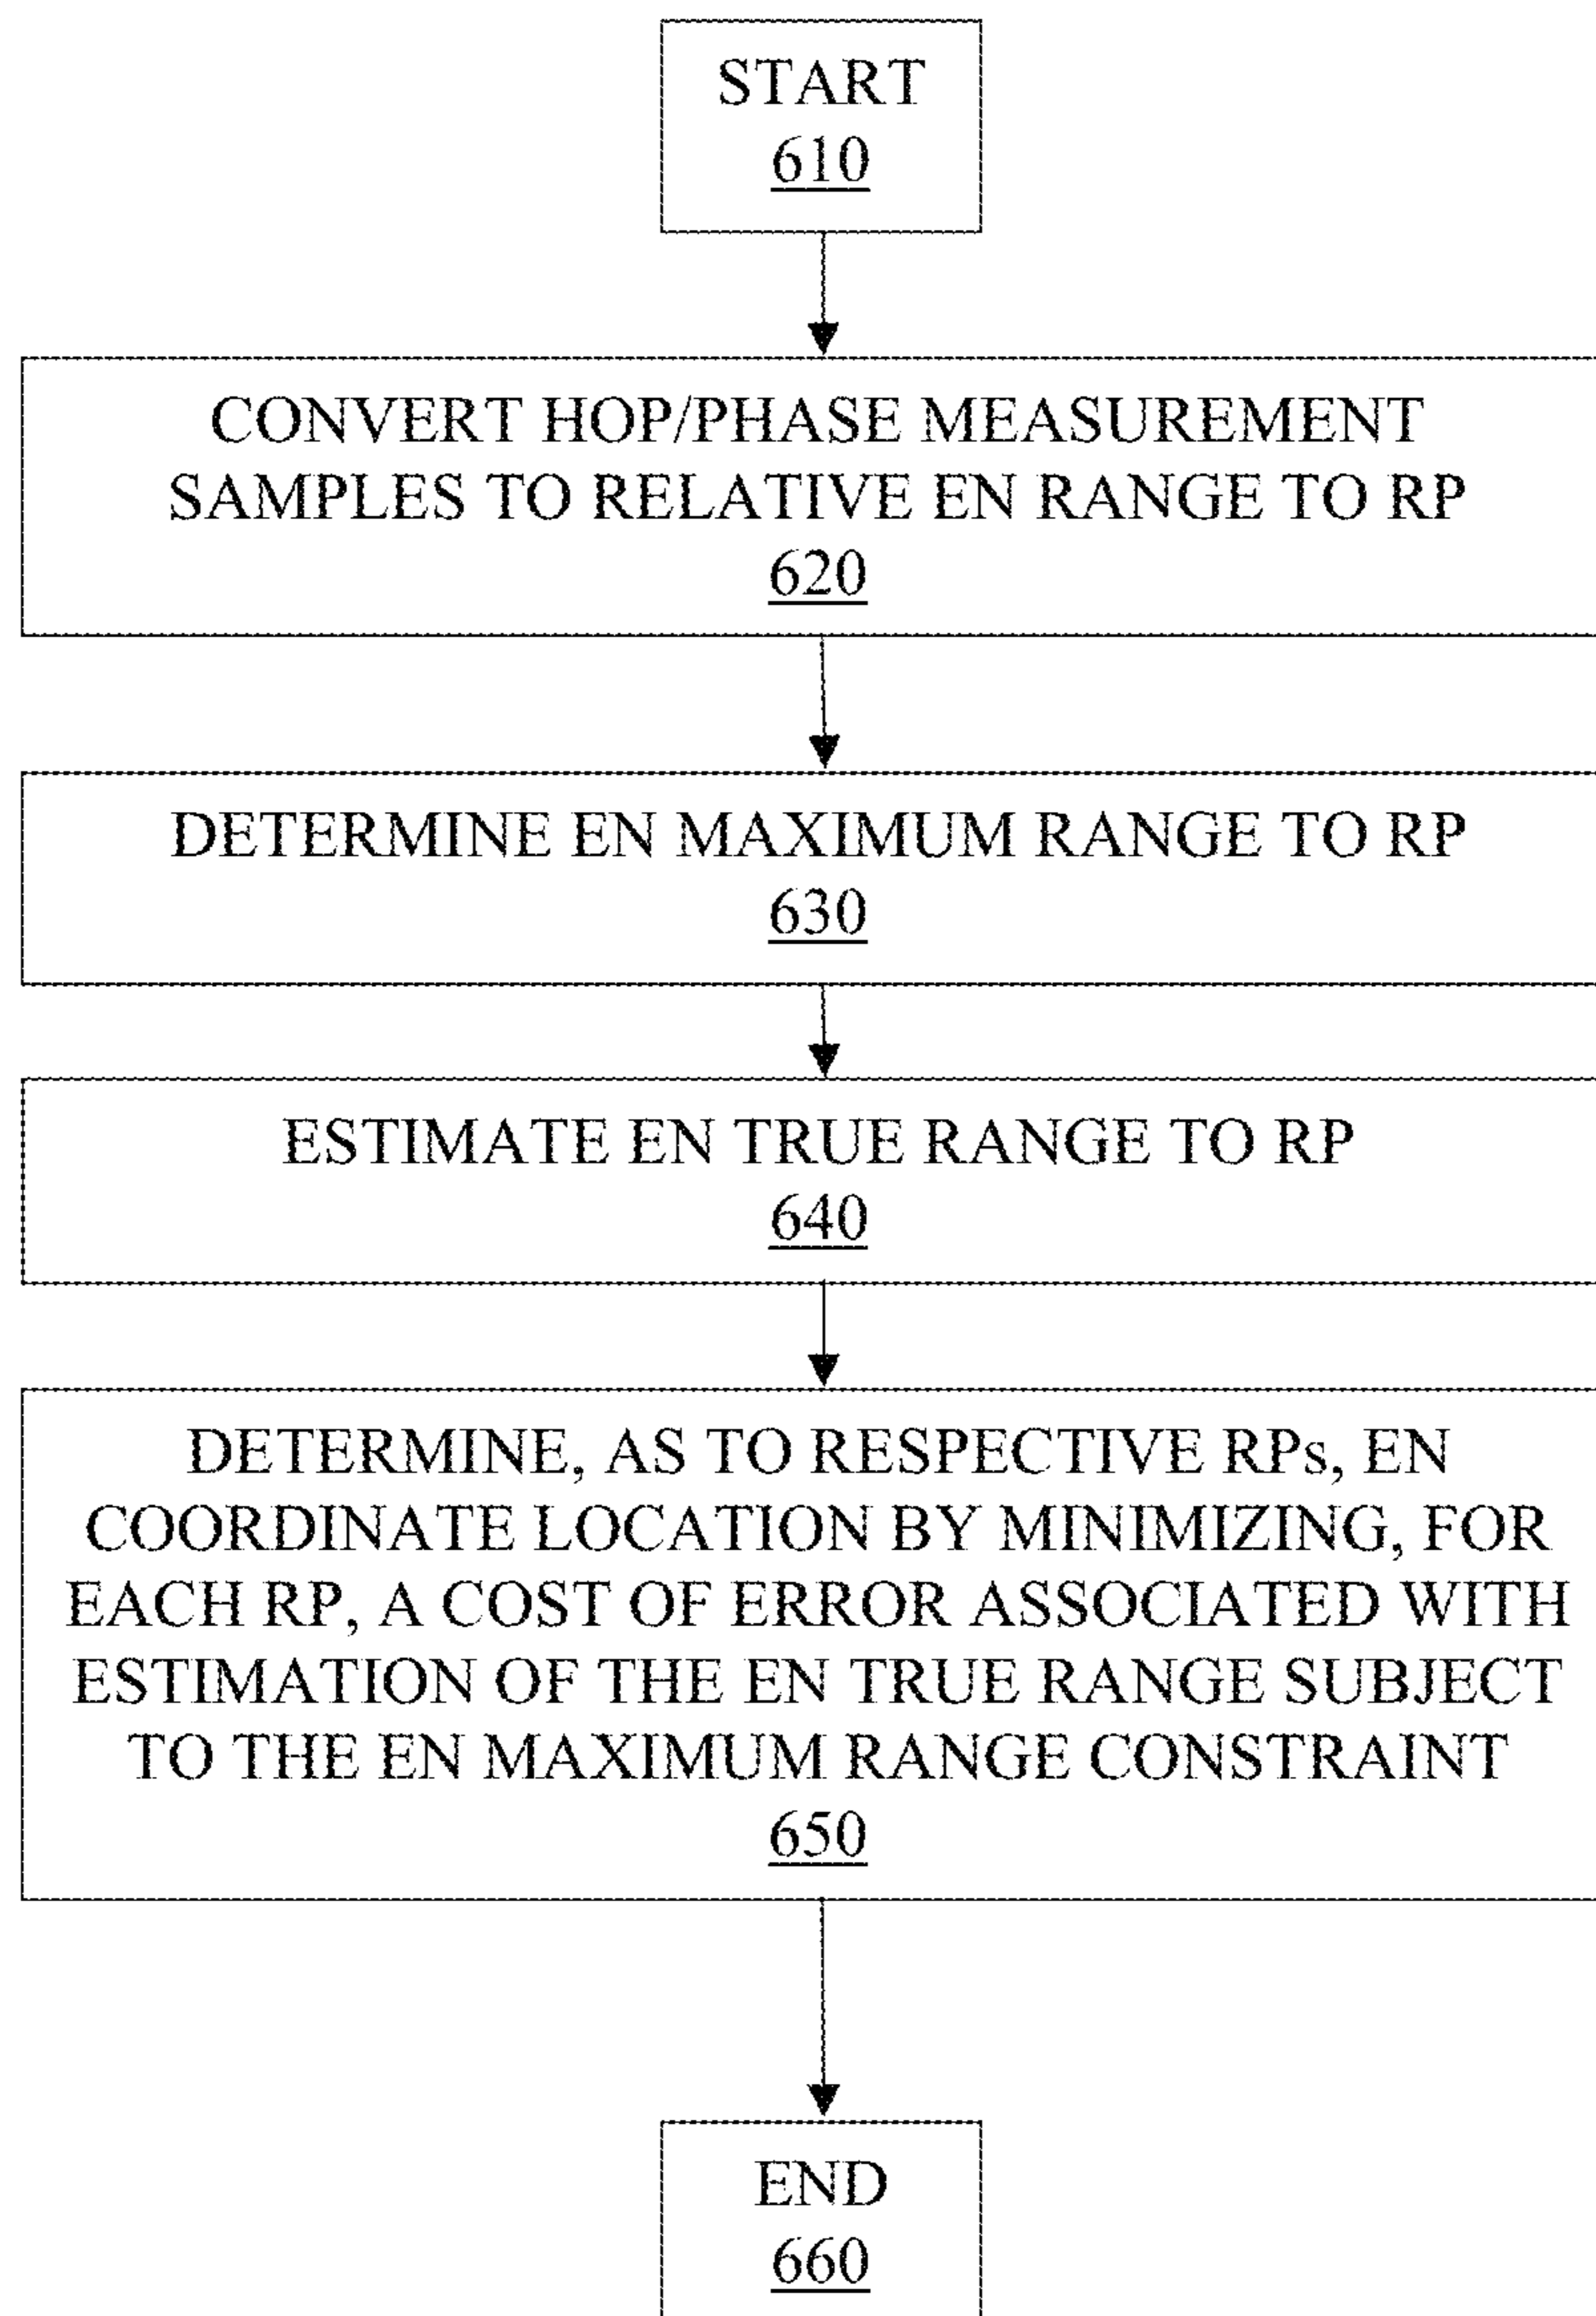 START
610
CONVERT HOP/PHASE MEASUREMENT
SAMPLES TO RELATIVE EN RANGE TO RP
620
DETERMINE EN MAXIMUM RANGE TO RP
630
ESTIMATE EN TRUE RANGE TO RP
640
DETERMINE, AS TO RESPECTIVE RPs, EN
COORDINATE LOCATION BY MINIMIZING, FOR
EACH RP, A COST OF ERROR ASSOCIATED WITH
ESTIMATION OF THE EN TRUE RANGE SUBJECT
TO THE EN MAXIMUM RANGE CONSTRAINT
650
END
660